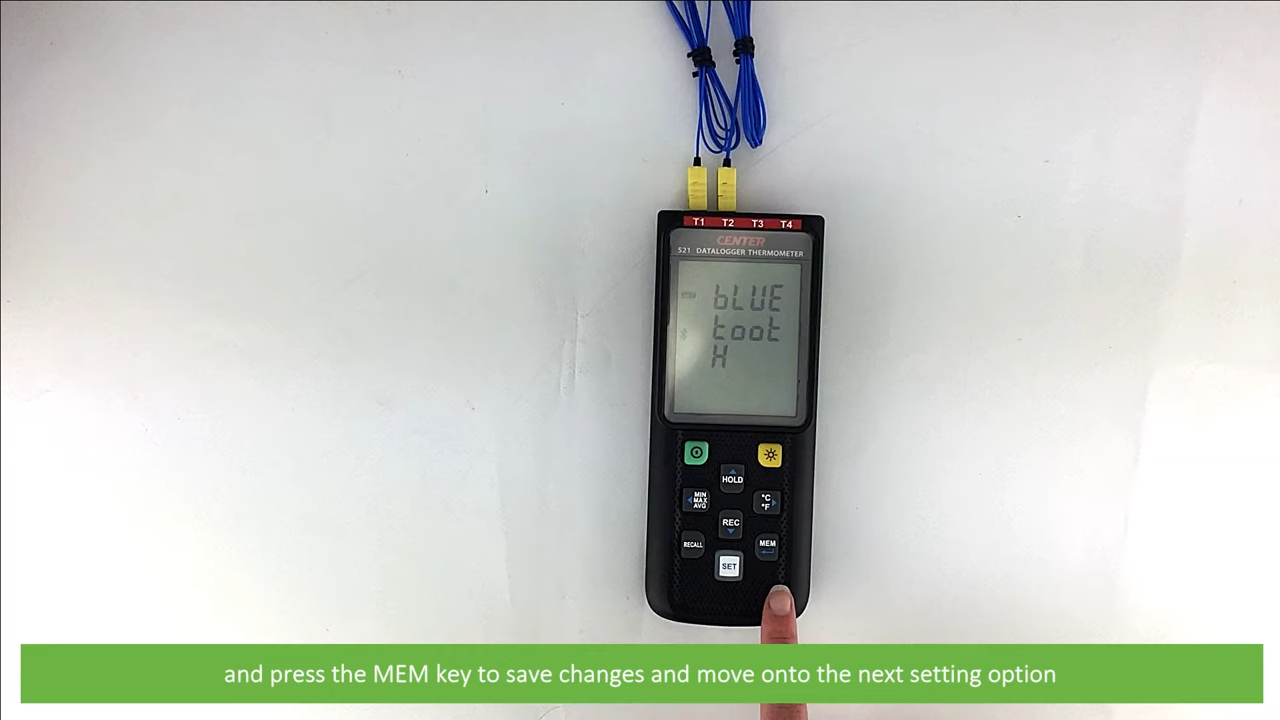 T1 T2 T3 T4
CENTER
521 DATALOGGER THERMOMETER
bLUE
toot
H
HOLD
MIN
MAX
AVG
°C
°F
REC
RECALL
MEM
SET
and press the MEM key to save changes and move onto the next setting option